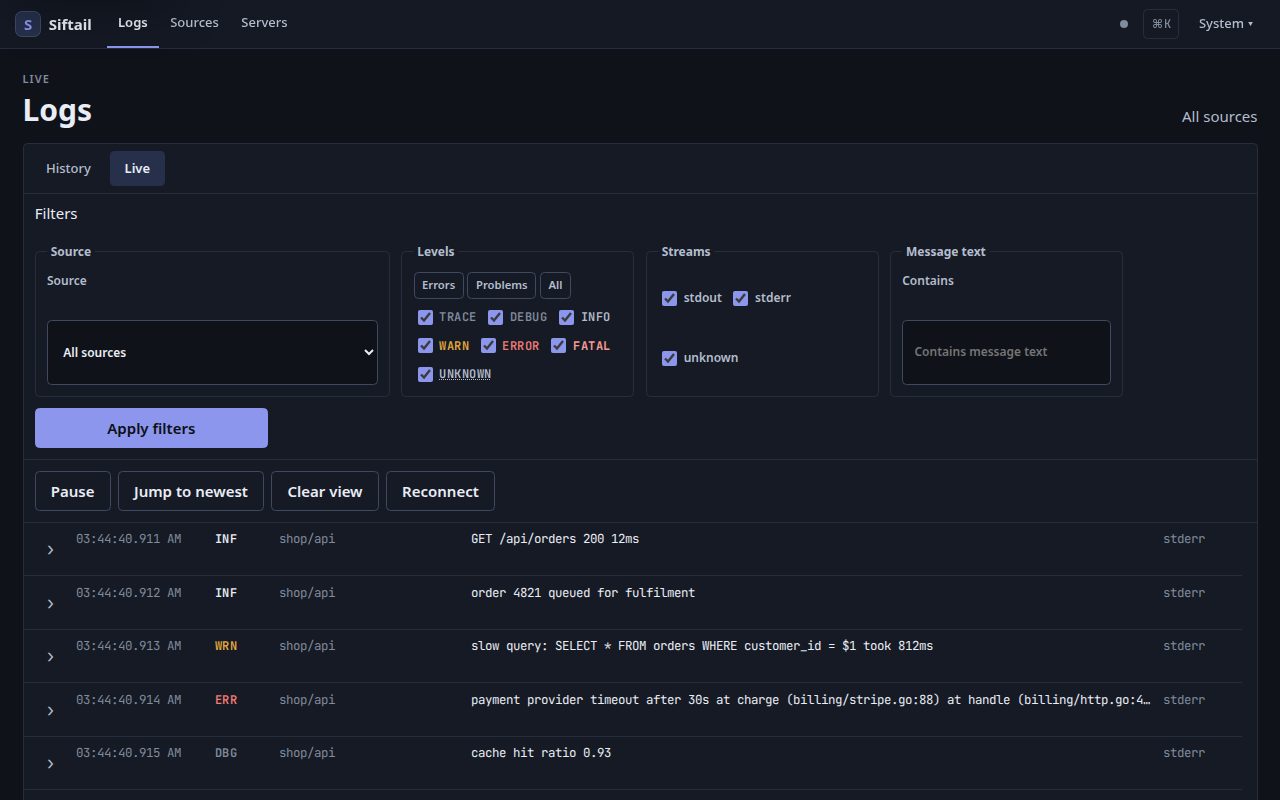 S Siftail Logs Sources Servers ⌘K System ▾
LIVE
Logs
All sources
History Live
Filters
Source Levels Streams Message text
Source
Errors Problems All
Contains
stdout stderr
TRACE DEBUG INFO
WARN ERROR FATAL
unknown
UNKNOWN
All sources
Contains message text
Apply filters
Pause Jump to newest Clear view Reconnect
03:44:40.911 AM INF shop/api GET /api/orders 200 12ms stderr
03:44:40.912 AM INF shop/api order 4821 queued for fulfilment stderr
03:44:40.913 AM WRN shop/api slow query: SELECT * FROM orders WHERE customer_id = $1 took 812ms stderr
03:44:40.914 AM ERR shop/api payment provider timeout after 30s at charge (billing/stripe.go:88) at handle (billing/http.go:4… stderr
03:44:40.915 AM DBG shop/api cache hit ratio 0.93 stderr